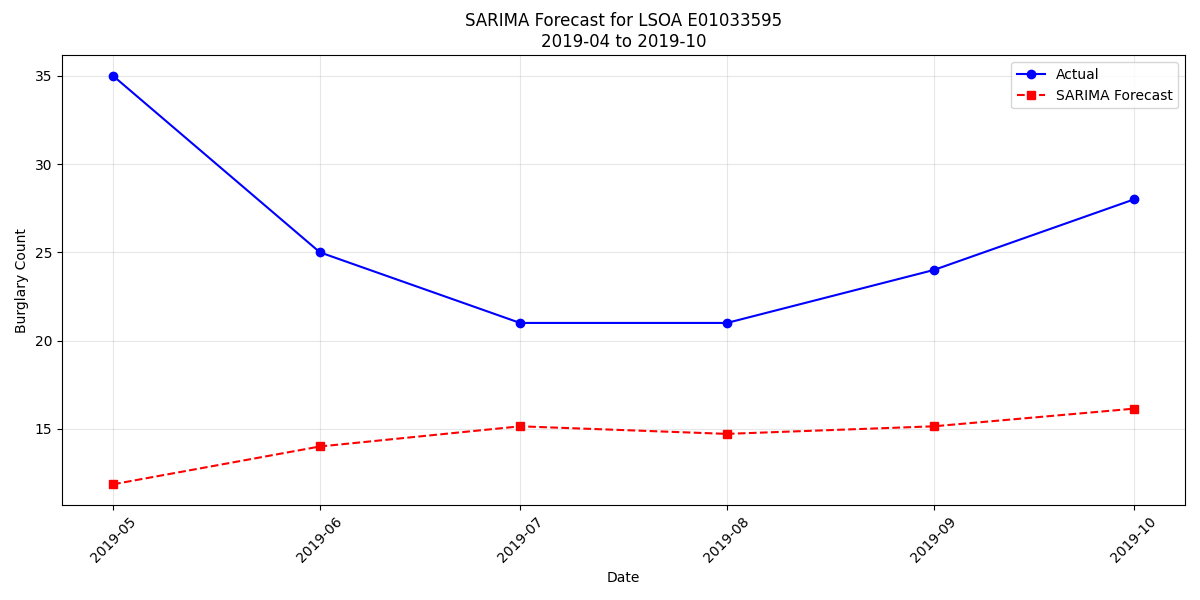 SARIMA Forecast for LSOA E01033595
2019-04 to 2019-10
Actual
SARIMA Forecast
Burglary Count
35
30
25
20
15
2019-05
2019-06
2019-07
2019-08
2019-09
2019-10
Date